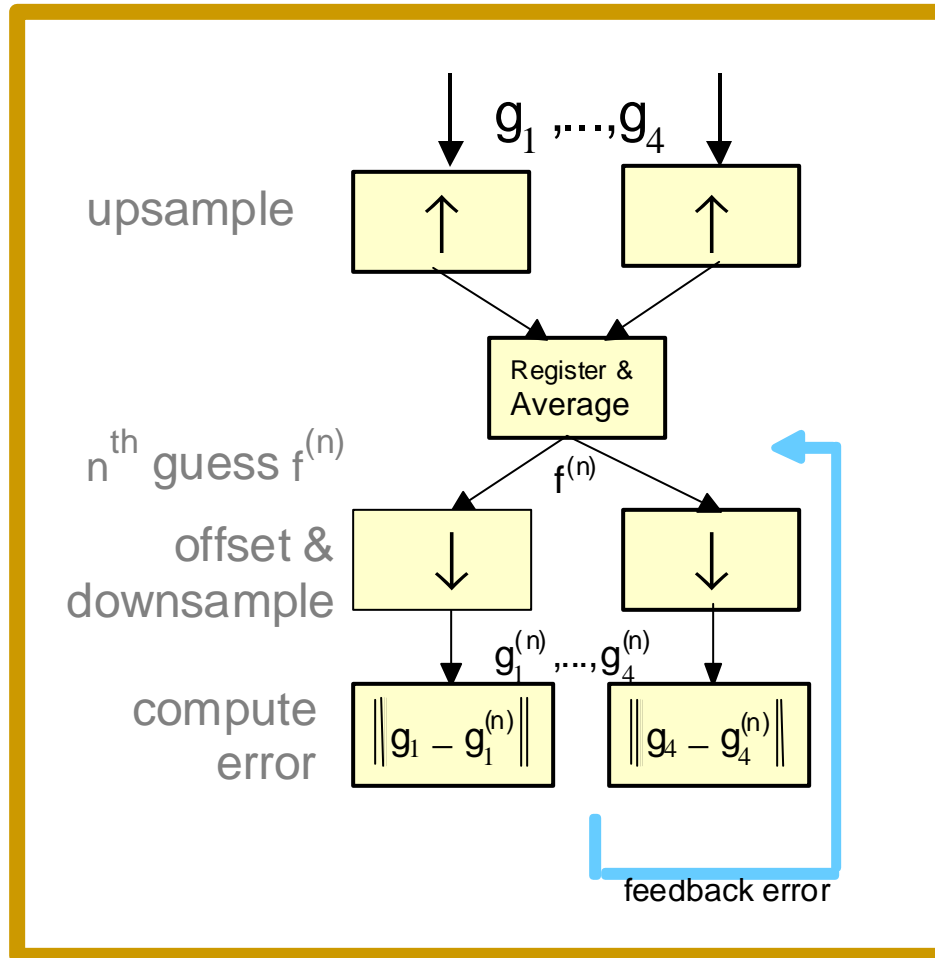 g₁ ,...,g₄
upsample
↑
↑
Register &
Average
nᵗʰ guess f⁽ⁿ⁾
f⁽ⁿ⁾
offset &
downsample
↓
↓
g₁⁽ⁿ⁾,...,g₄⁽ⁿ⁾
compute
error
‖g₁ − g₁⁽ⁿ⁾‖
‖g₄ − g₄⁽ⁿ⁾‖
feedback error